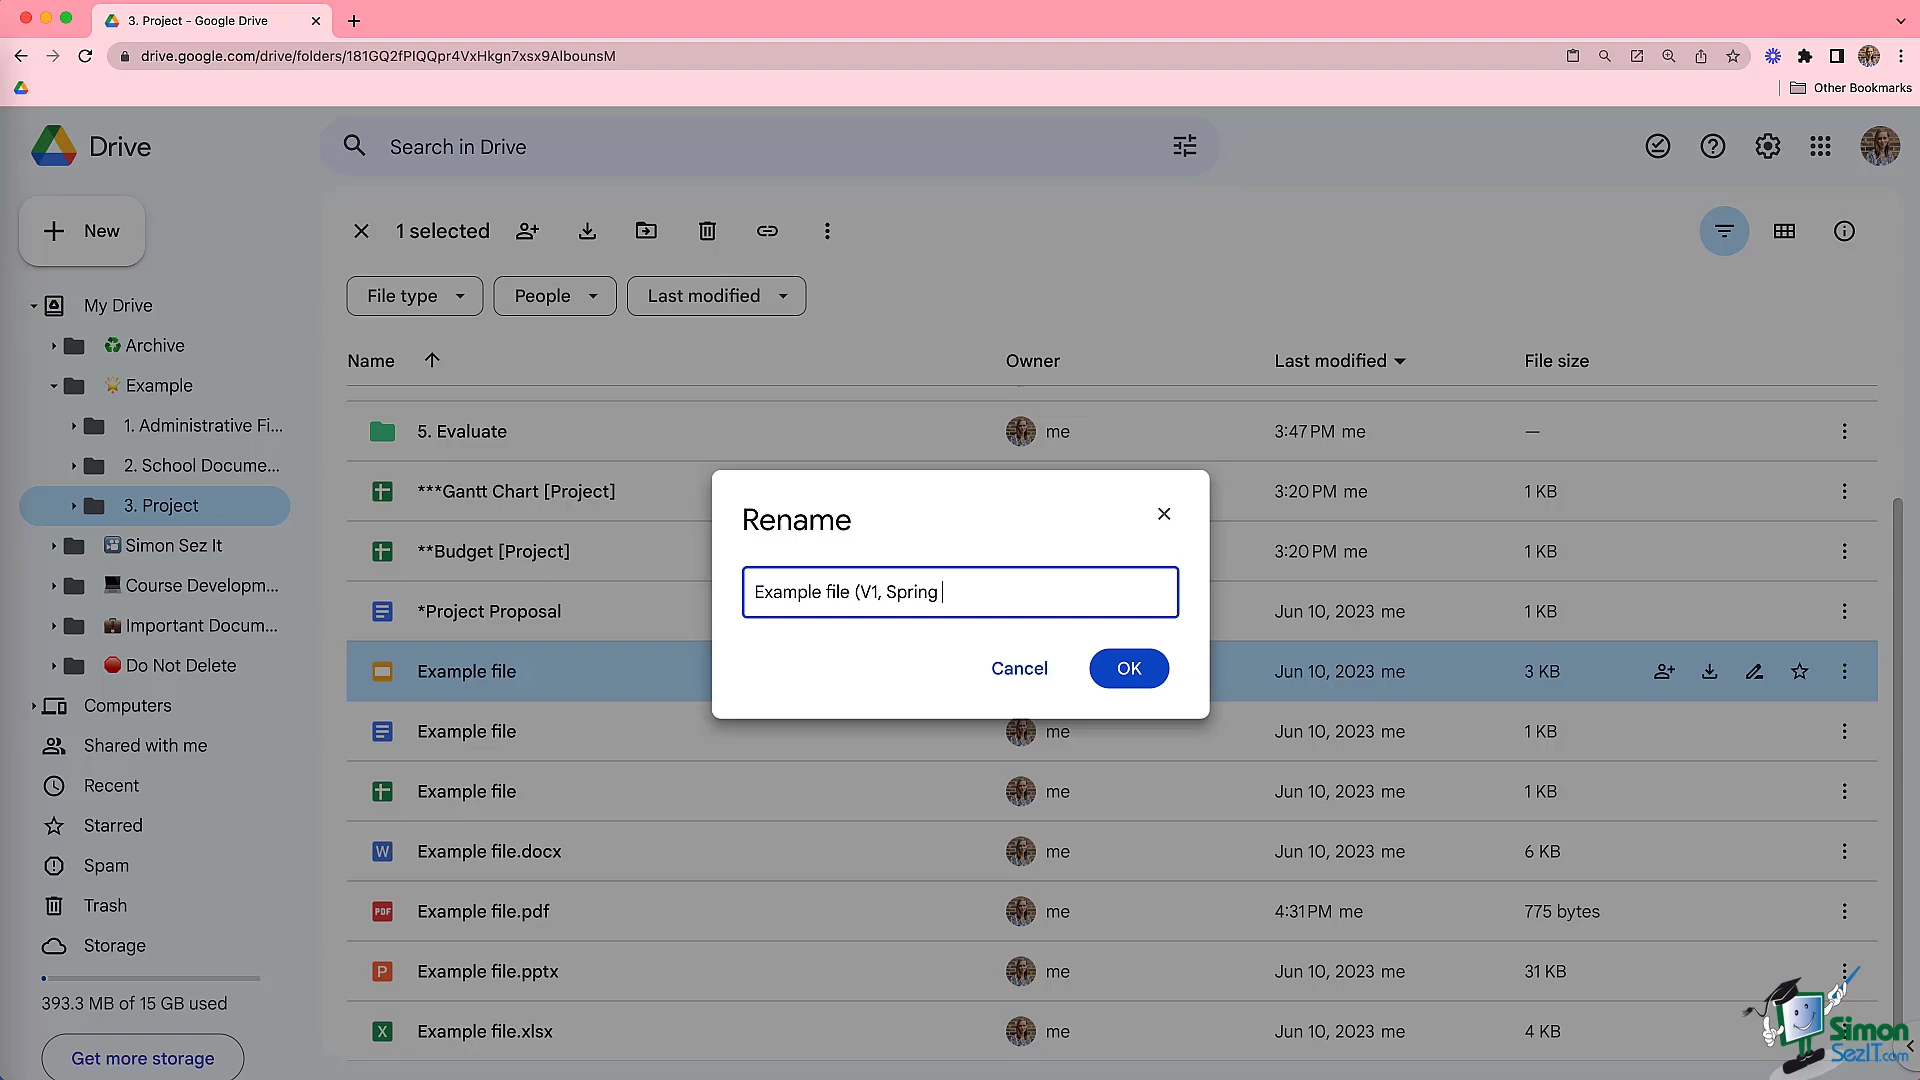 3. Project - Google Drive
drive.google.com/drive/folders/181GQ2fPIQQpr4VxHkgn7xsx9AlbounsM
Other Bookmarks
Drive
Search in Drive
New
1 selected
File type
People
Last modified
Name
Owner
Last modified
File size
My Drive
Archive
Example
1. Administrative Fi...
2. School Docume...
3. Project
Simon Sez It
Course Developm...
Important Docum...
Do Not Delete
Computers
Shared with me
Recent
Starred
Spam
Trash
Storage
393.3 MB of 15 GB used
Get more storage
5. Evaluate me 3:47 PM me —
***Gantt Chart [Project] 3:20 PM me 1 KB
**Budget [Project] 3:20 PM me 1 KB
*Project Proposal Jun 10, 2023 me 1 KB
Example file Jun 10, 2023 me 3 KB
Example file me Jun 10, 2023 me 1 KB
Example file me Jun 10, 2023 me 1 KB
W Example file.docx me Jun 10, 2023 me 6 KB
PDF Example file.pdf me 4:31 PM me 775 bytes
P Example file.pptx me Jun 10, 2023 me 31 KB
X Example file.xlsx me Jun 10, 2023 me 4 KB
Rename
Example file (V1, Spring
Cancel
OK
Simon
SezIT.com